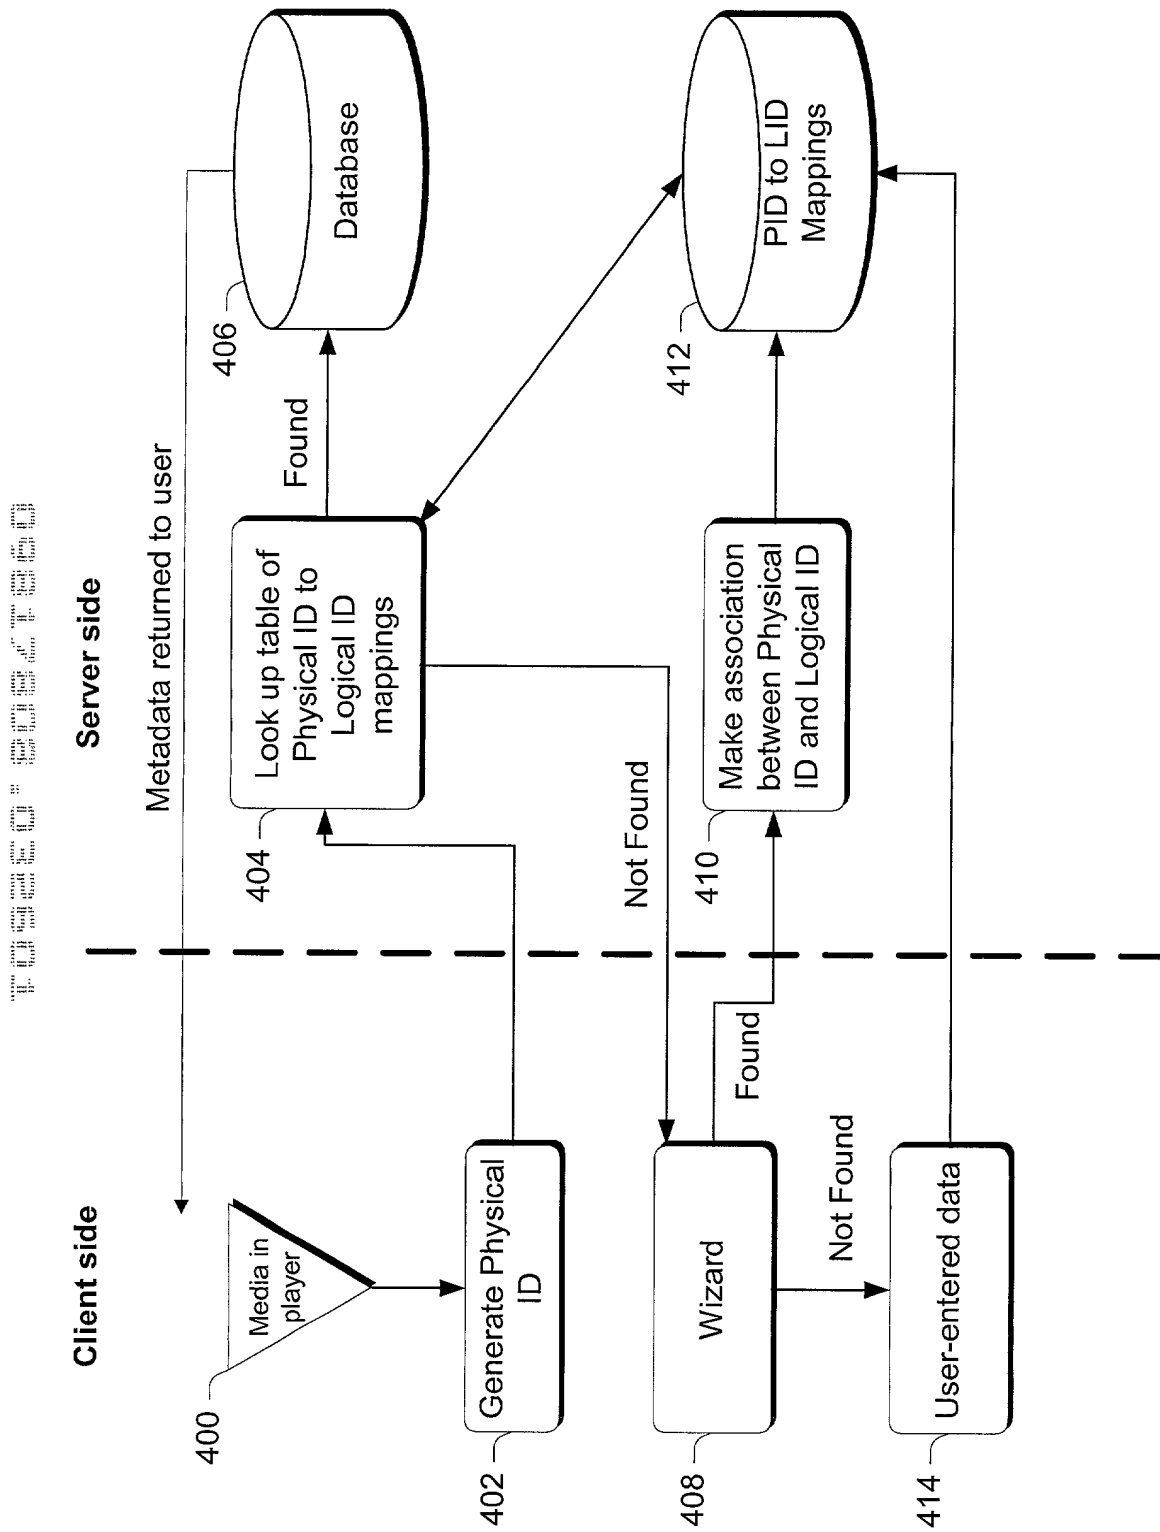 Client side
Server side
Metadata returned to user
400
Media in
player
404
Look up table of
Physical ID to
Logical ID
mappings
Found
406
Database
402
Generate Physical
ID
Not Found
408
Wizard
Found
410
Make association
between Physical
ID and Logical ID
412
PID to LID
Mappings
Not Found
414
User-entered data